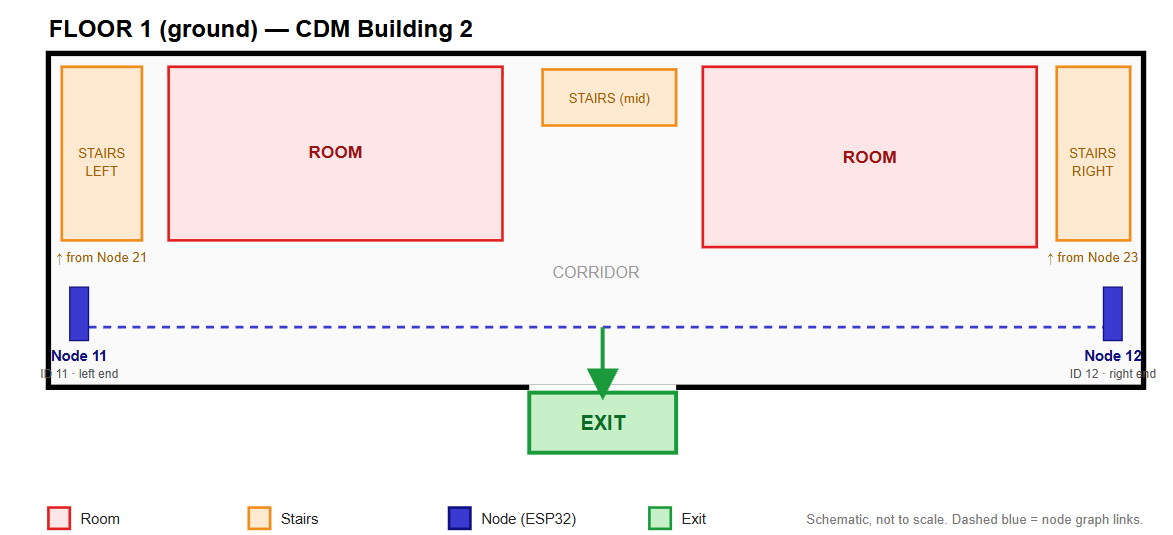 FLOOR 1 (ground) — CDM Building 2
STAIRS (mid)
STAIRS
LEFT
ROOM
ROOM
STAIRS
RIGHT
↑ from Node 21
↑ from Node 23
CORRIDOR
Node 11
ID 11 · left end
Node 12
ID 12 · right end
EXIT
Room
Stairs
Node (ESP32)
Exit
Schematic, not to scale. Dashed blue = node graph links.